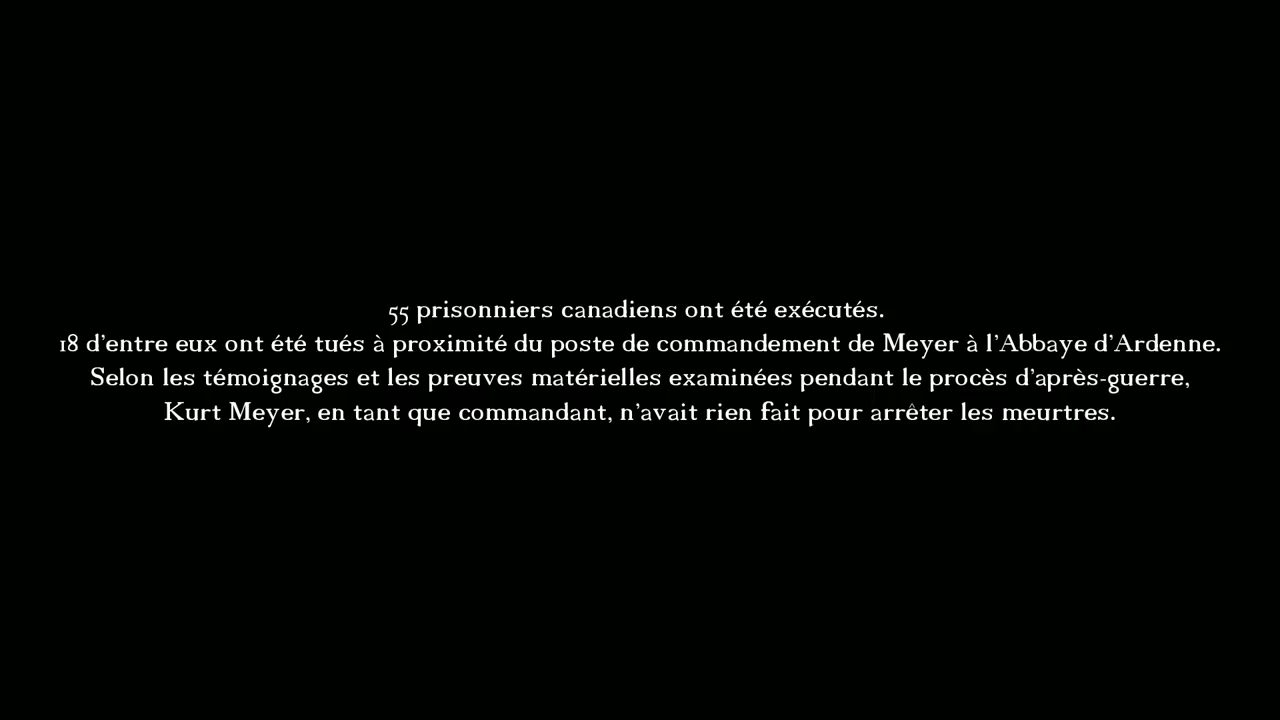 55 prisonniers canadiens ont été exécutés.
18 d'entre eux ont été tués à proximité du poste de commandement de Meyer à l'Abbaye d'Ardenne.
Selon les témoignages et les preuves matérielles examinées pendant le procès d'après-guerre,
Kurt Meyer, en tant que commandant, n'avait rien fait pour arrêter les meurtres.